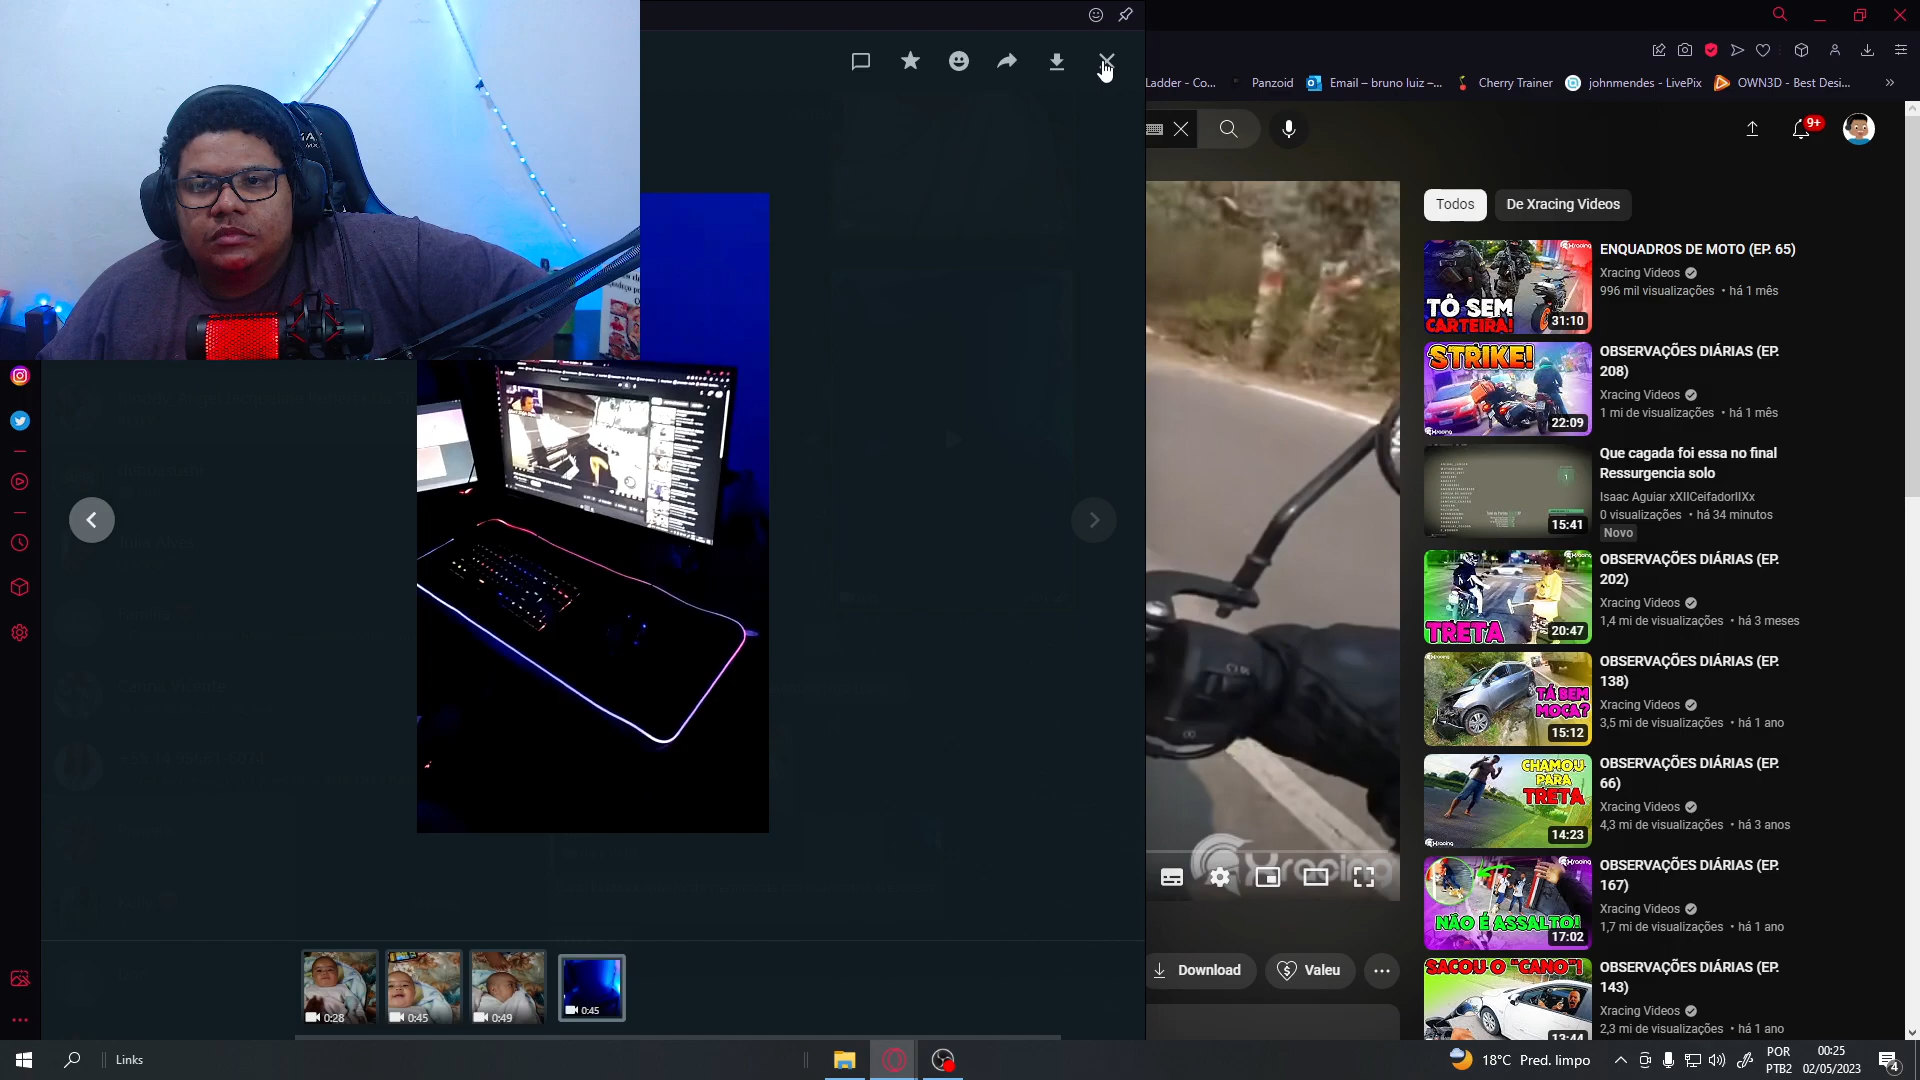 Ladder - Co...
Panzoid
Email – bruno luiz –...
Cherry Trainer
johnmendes - LivePix
OWN3D - Best Desi...
»
9+
Todos
De Xracing Videos
TÔ SEM
CARTEIRA!
31:10
ENQUADROS DE MOTO (EP. 65)
Xracing Videos
996 mil visualizações • há 1 mês
STRIKE!
22:09
OBSERVAÇÕES DIÁRIAS (EP.
208)
Xracing Videos
1 mi de visualizações • há 1 mês
15:41
Que cagada foi essa no final
Ressurgencia solo
Isaac Aguiar xXIICeifadorIIXx
0 visualizações • há 34 minutos
Novo
TRETA
20:47
OBSERVAÇÕES DIÁRIAS (EP.
202)
Xracing Videos
1,4 mi de visualizações • há 3 meses
TÁ BEM
MOÇA?
15:12
OBSERVAÇÕES DIÁRIAS (EP.
138)
Xracing Videos
3,5 mi de visualizações • há 1 ano
CHAMOU
PARA
TRETA
14:23
OBSERVAÇÕES DIÁRIAS (EP.
66)
Xracing Videos
4,3 mi de visualizações • há 3 anos
NÃO É ASSALTO!
17:02
OBSERVAÇÕES DIÁRIAS (EP.
167)
Xracing Videos
1,7 mi de visualizações • há 1 ano
SACOU O "CANO"!
13:44
OBSERVAÇÕES DIÁRIAS (EP.
143)
Xracing Videos
2,3 mi de visualizações • há 1 ano
Xracing
Download
Valeu
0:28
0:45
0:49
0:45
Links
18°C Pred. limpo
POR
PTB2
00:25
02/05/2023
4